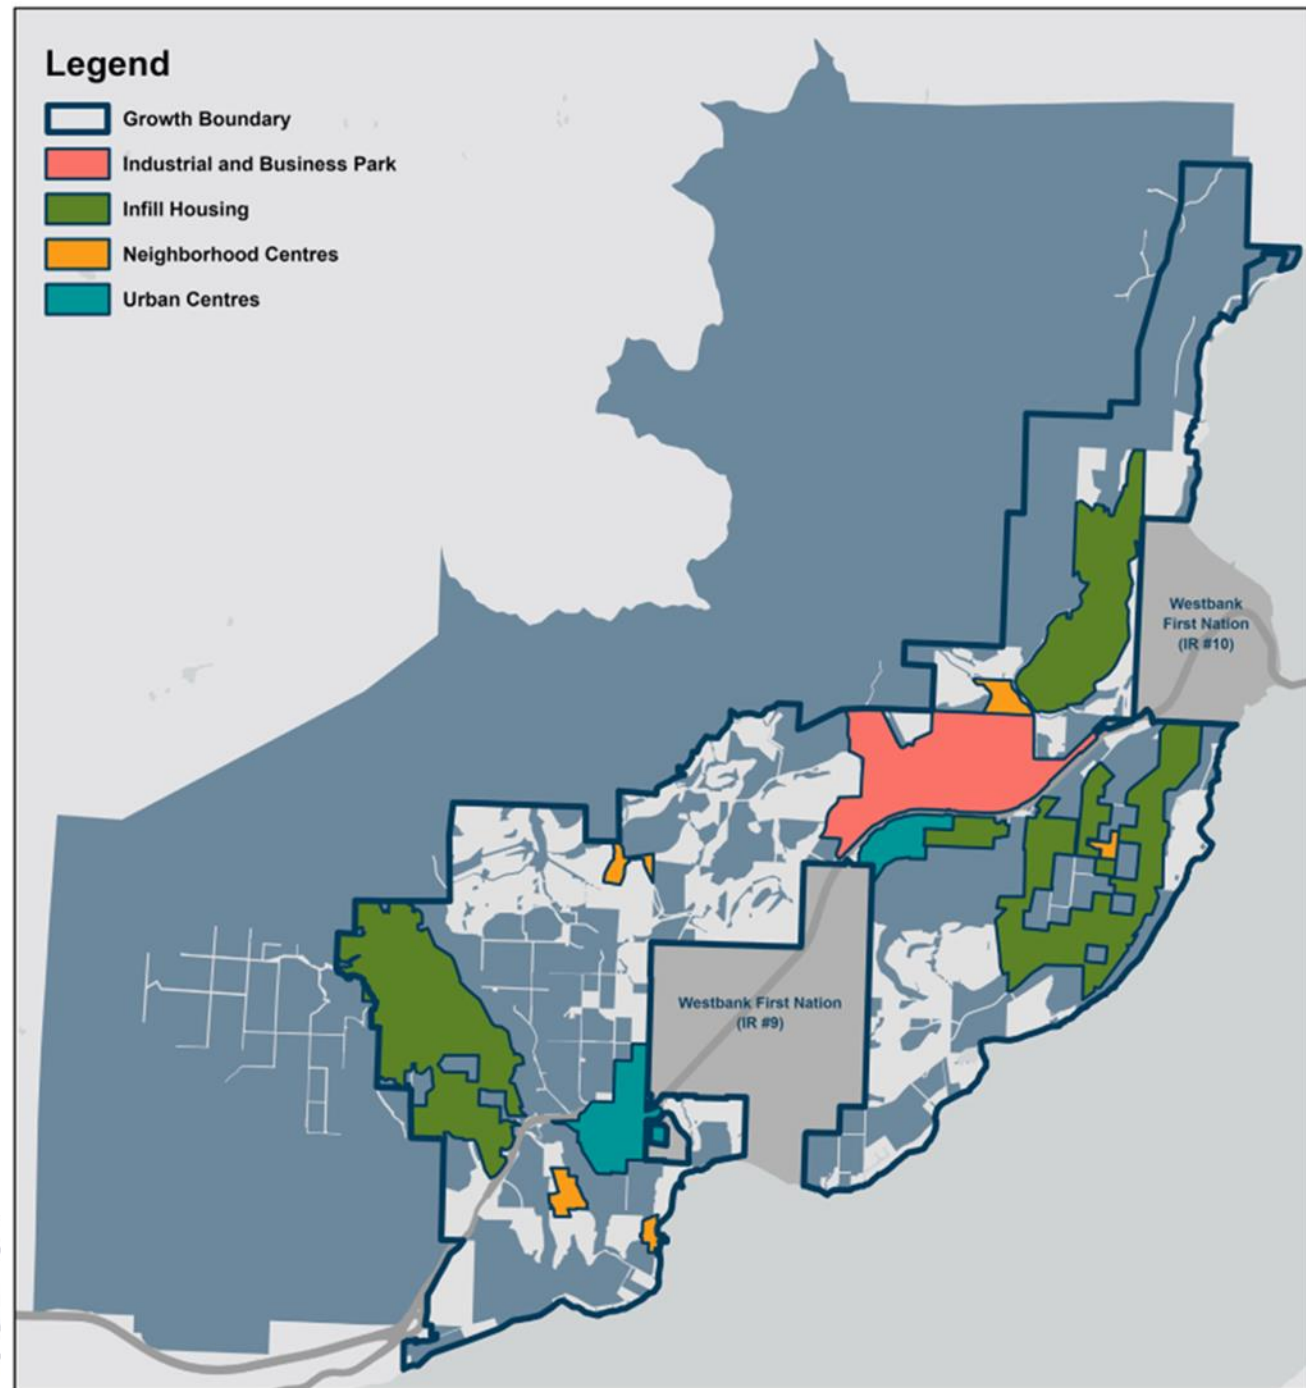 Legend
Growth Boundary
Industrial and Business Park
Infill Housing
Neighborhood Centres
Urban Centres
Westbank
First Nation
(IR #10)
Westbank First Nation
(IR #9)